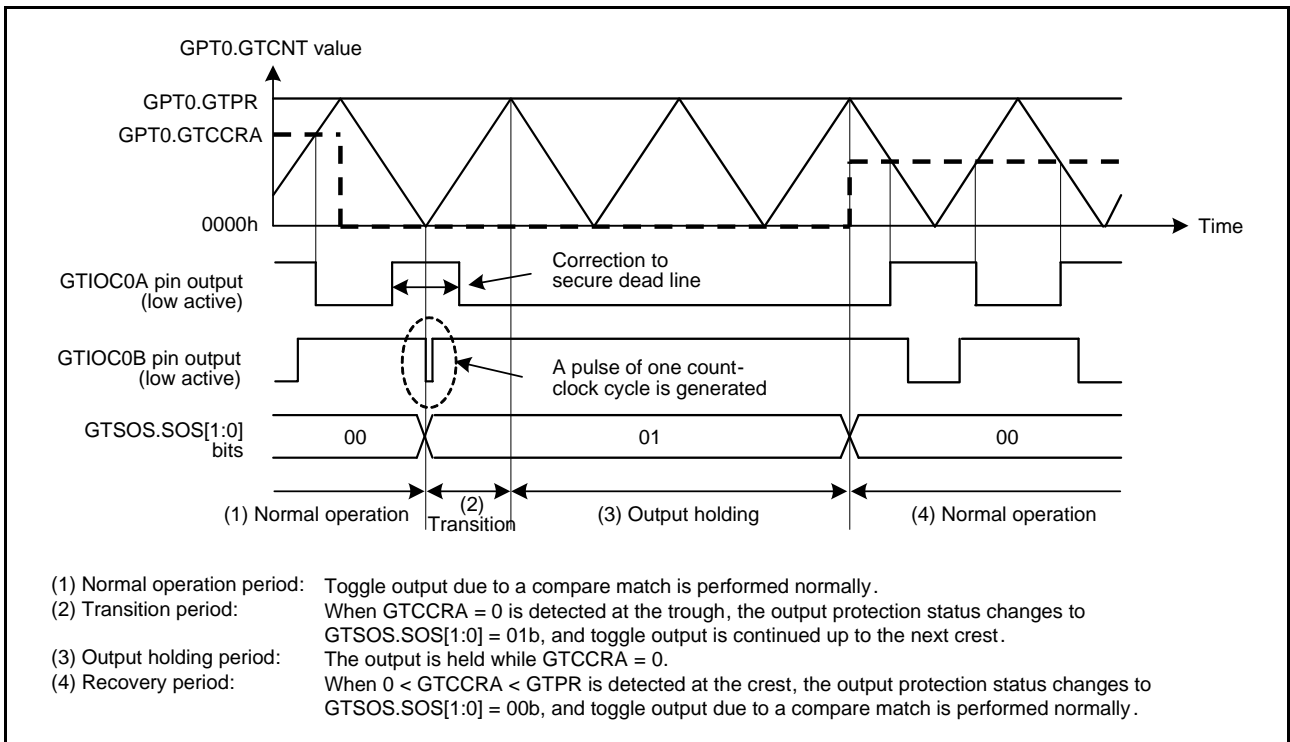 GPT0.GTCNT value
GPT0.GTPR
GPT0.GTCCRA
0000h
Time
GTIOC0A pin output
(low active)
Correction to
secure dead line
GTIOC0B pin output
(low active)
A pulse of one count-
clock cycle is generated
GTSOS.SOS[1:0]
bits
00
01
00
(1) Normal operation
(2)
Transition
(3) Output holding
(4) Normal operation
(1) Normal operation period: Toggle output due to a compare match is performed normally.
(2) Transition period: When GTCCRA = 0 is detected at the trough, the output protection status changes to
GTSOS.SOS[1:0] = 01b, and toggle output is continued up to the next crest.
(3) Output holding period: The output is held while GTCCRA = 0.
(4) Recovery period: When 0 < GTCCRA < GTPR is detected at the crest, the output protection status changes to
GTSOS.SOS[1:0] = 00b, and toggle output due to a compare match is performed normally.